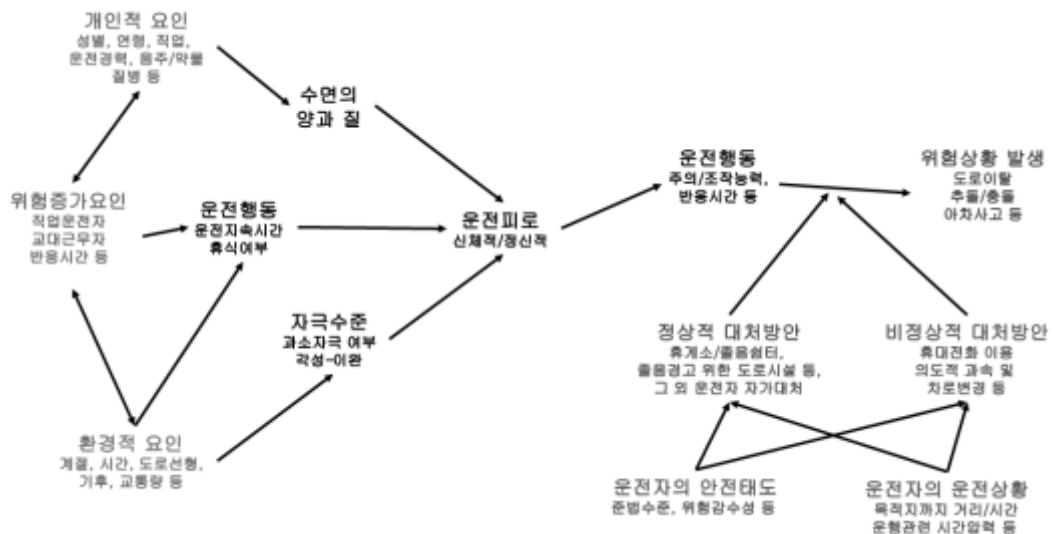 개인적 요인
성별, 연령, 직업,
운전경력, 음주/약물
질병 등
수면의
양과 질
위험증가요인
직업운전자
교대근무자
반응시간 등
운전행동
운전지속시간
휴식여부
자극수준
과소자극 여부
각성-이완
환경적 요인
계절, 시간, 도로선형,
기후, 교통량 등
운전피로
신체적/정신적
운전행동
주의/조작능력,
반응시간 등
위험상황 발생
도로이탈
추돌/충돌
아차사고 등
정상적 대처방안
휴게소/졸음쉼터,
졸음경고 위한 도로시설 등,
그 외 운전자 자가대처
비정상적 대처방안
휴대전화 이용
의도적 과속 및
차로변경 등
운전자의 안전태도
준법수준, 위험감수성 등
운전자의 운전상황
목적지까지 거리/시간
운행관련 시간압력 등